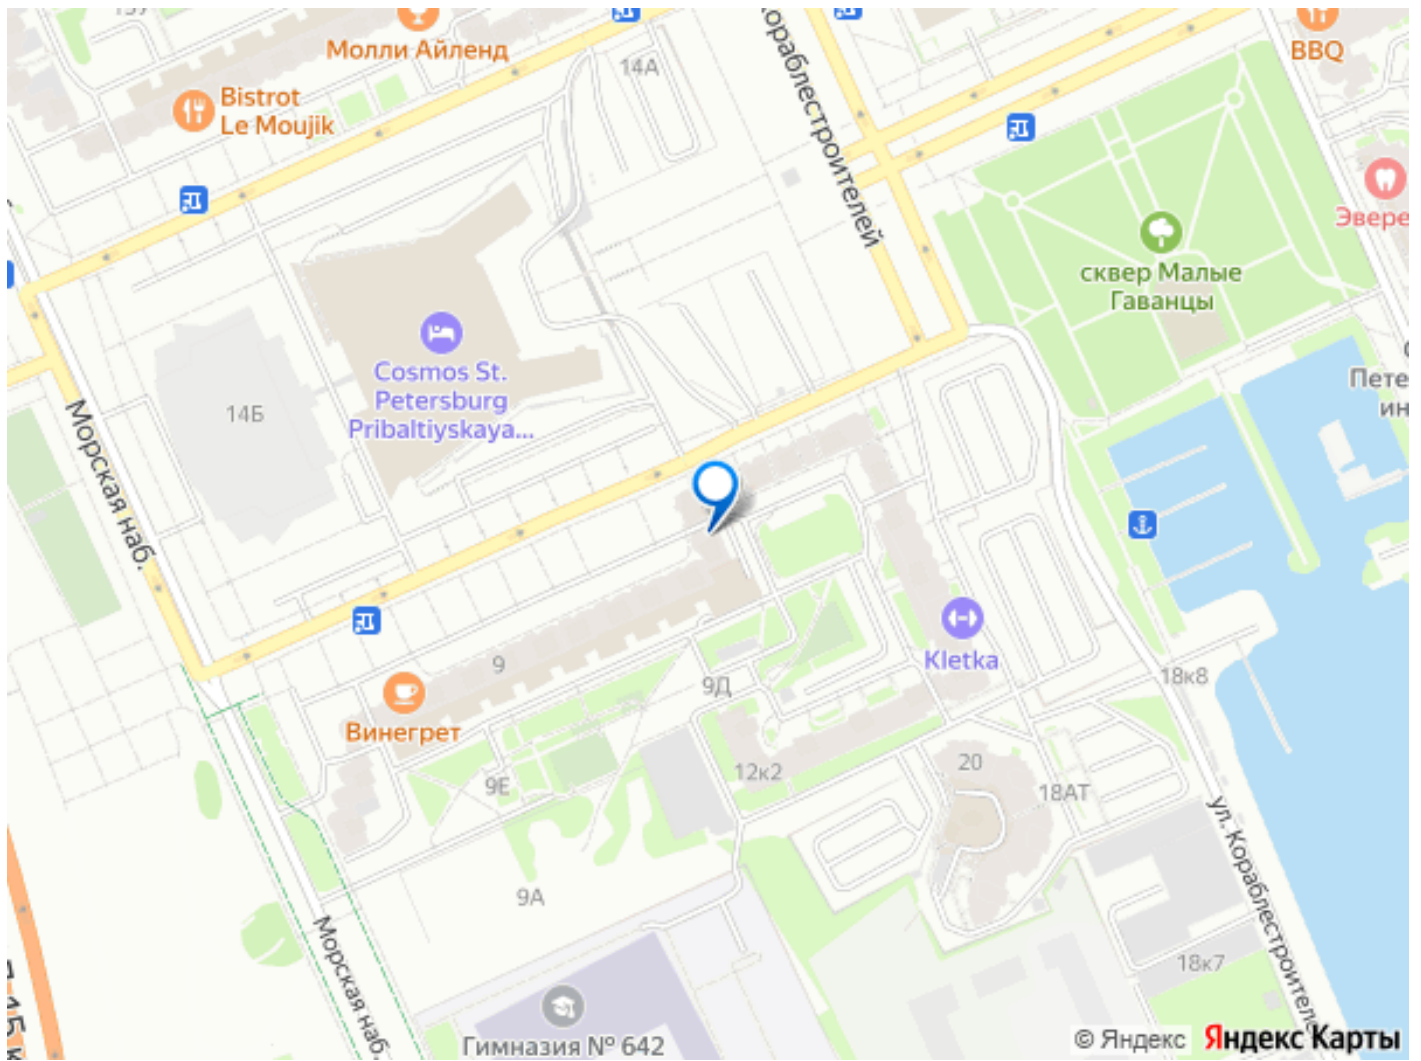 Молли Айленд
14А
BBQ
Bistrot
Le Moujik
Кораблестроителей
Эвере
сквер Малые
Гаванцы
Cosmos St.
Petersburg
Pribaltiyskaya...
14Б
Пете
ин
Морская наб.
Kletka
9
9Д
18к8
Винегрет
12к2
20
9Е
18АТ
ул. Кораблестроителе
9А
Морская наб.
18к7
Гимназия № 642
© Яндекс
Яндекс Карты